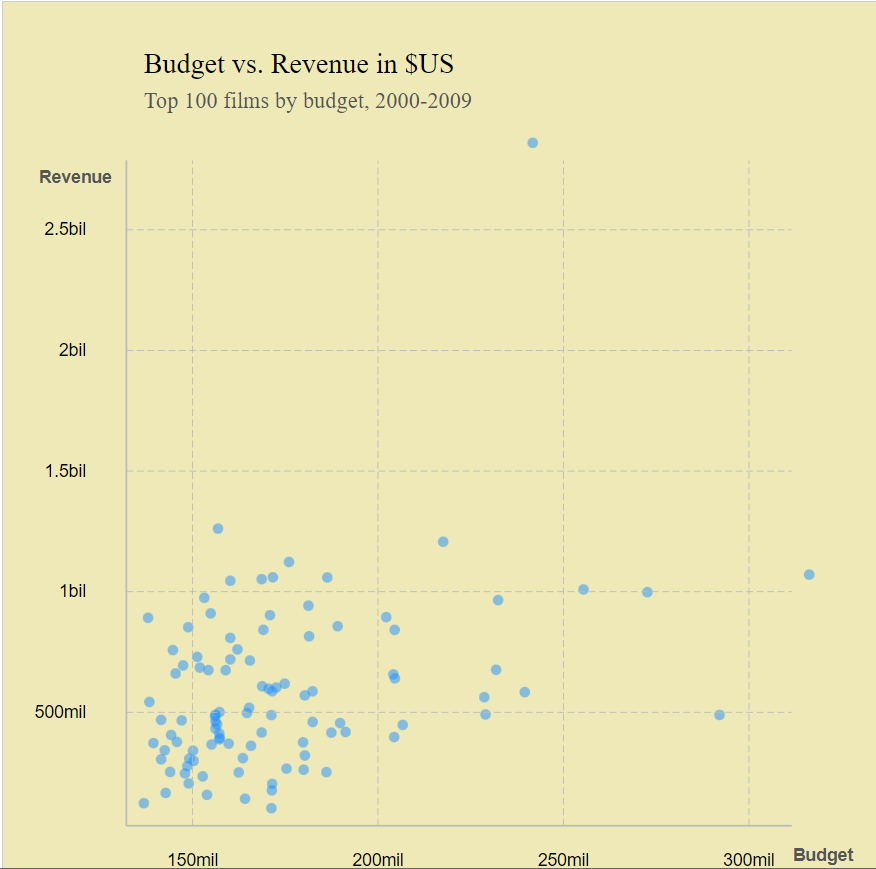 Budget vs. Revenue in $US
Top 100 films by budget, 2000-2009
Revenue
2.5bil
2bil
1.5bil
1bil
500mil
150mil 200mil 250mil 300mil Budget